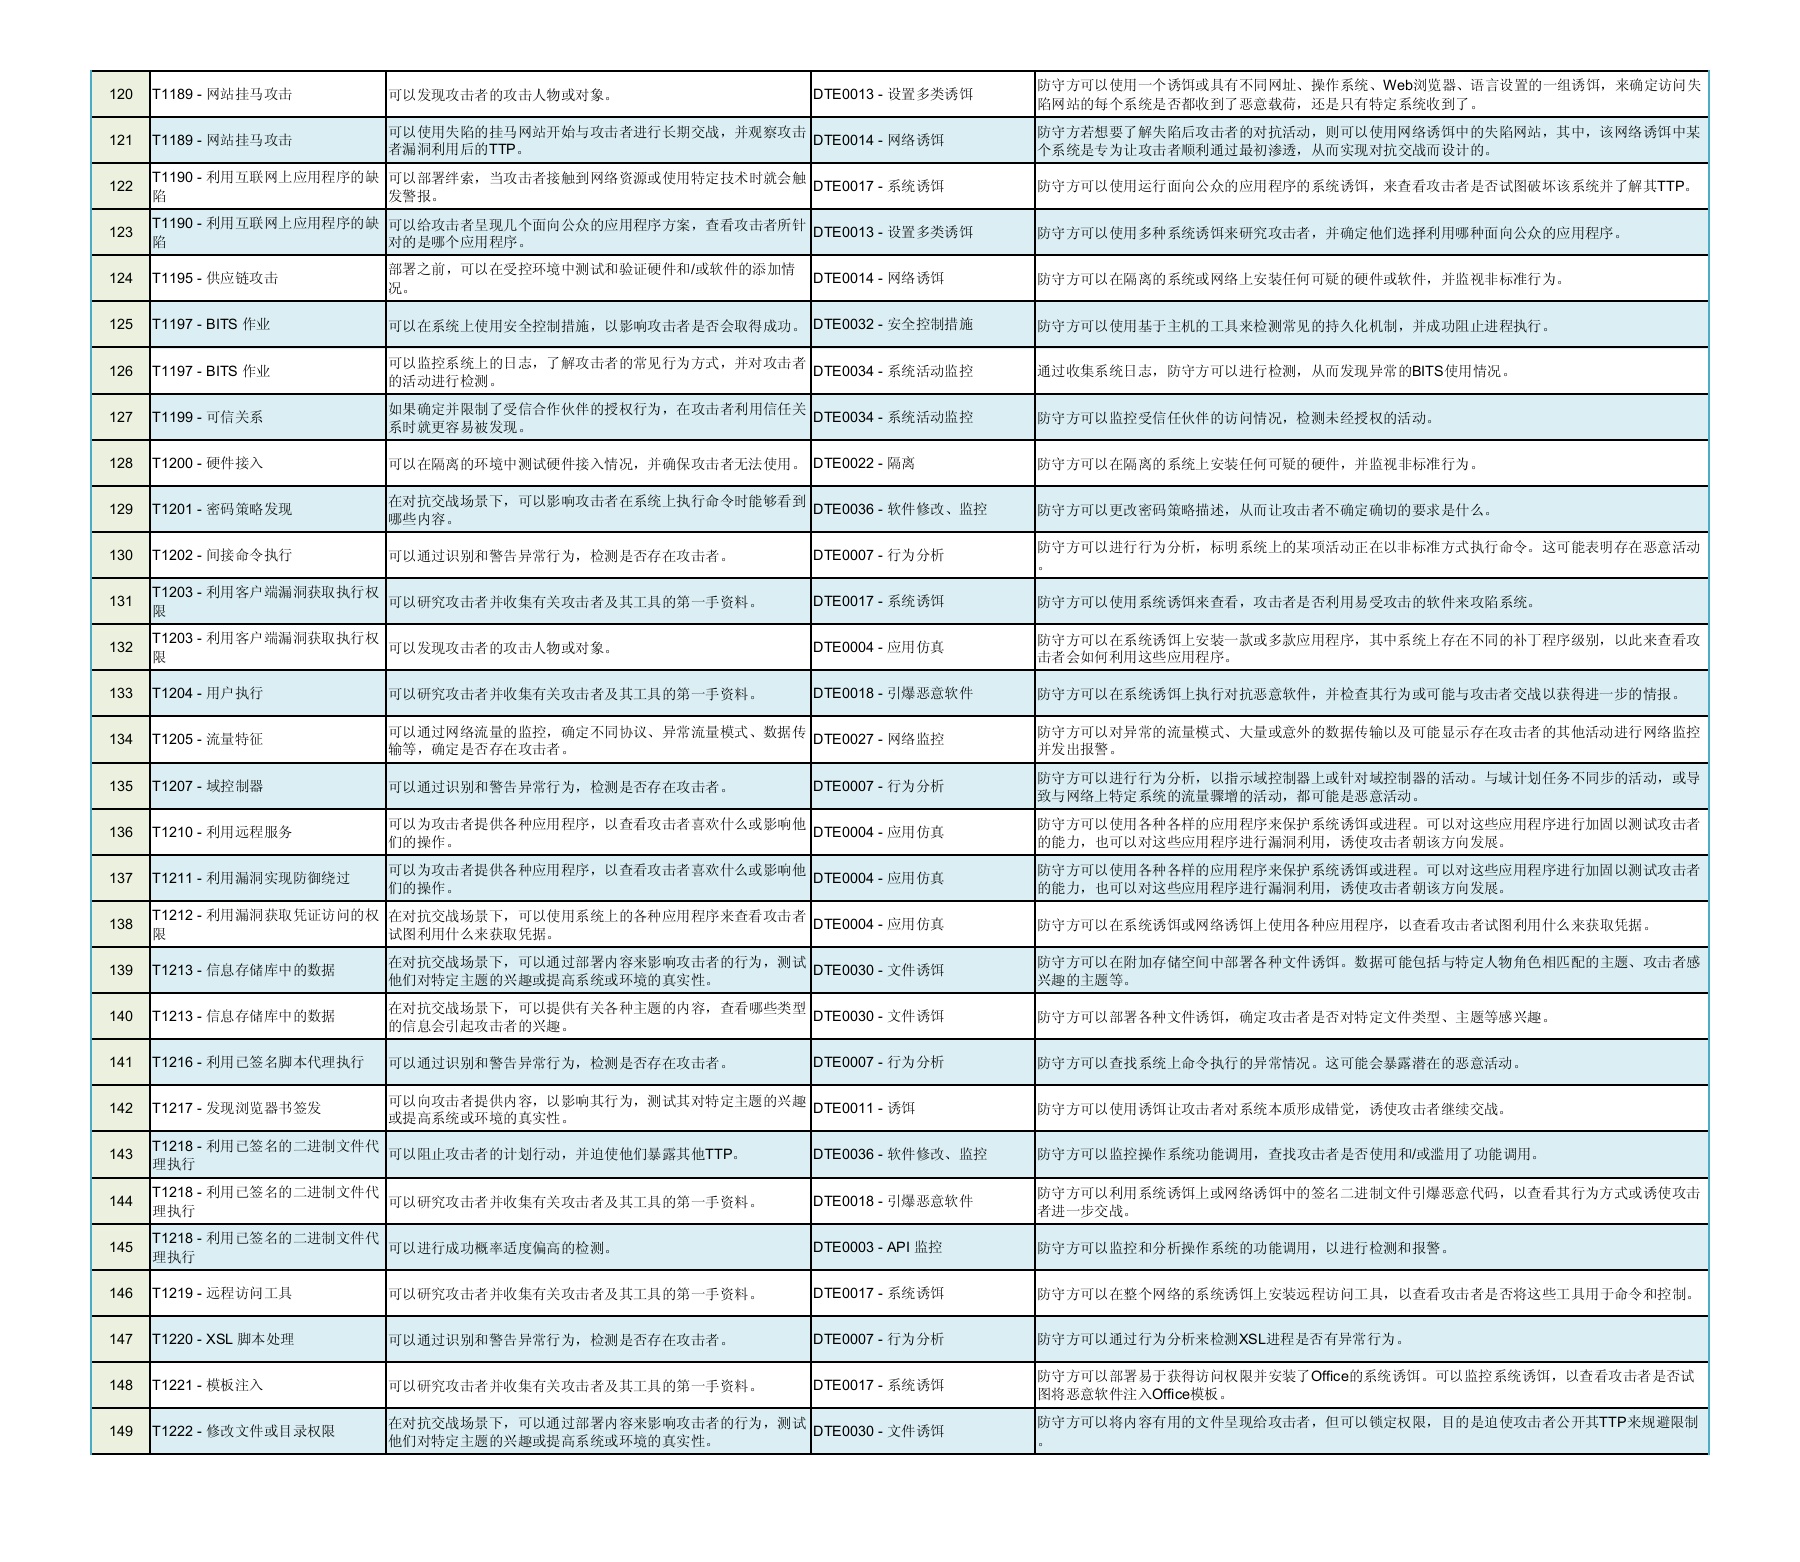 120
T1189 - 网站挂马攻击
可以发现攻击者的攻击人物或对象。
DTE0013 - 设置多类诱饵
防守方可以使用一个诱饵或具有不同网址、操作系统、Web浏览器、语言设置的一组诱饵，来确定访问失
陷网站的每个系统是否都收到了恶意载荷，还是只有特定系统收到了。
121
T1189 - 网站挂马攻击
可以使用失陷的挂马网站开始与攻击者进行长期交战，并观察攻击
者漏洞利用后的TTP。
DTE0014 - 网络诱饵
防守方若想要了解失陷后攻击者的对抗活动，则可以使用网络诱饵中的失陷网站，其中，该网络诱饵中某
个系统是专为让攻击者顺利通过最初渗透，从而实现对抗交战而设计的。
122
T1190 - 利用互联网上应用程序的缺
陷
可以部署绊索，当攻击者接触到网络资源或使用特定技术时就会触
发警报。
DTE0017 - 系统诱饵
防守方可以使用运行面向公众的应用程序的系统诱饵，来查看攻击者是否试图破坏该系统并了解其TTP。
123
T1190 - 利用互联网上应用程序的缺
陷
可以给攻击者呈现几个面向公众的应用程序方案，查看攻击者所针
对的是哪个应用程序。
DTE0013 - 设置多类诱饵
防守方可以使用多种系统诱饵来研究攻击者，并确定他们选择利用哪种面向公众的应用程序。
124
T1195 - 供应链攻击
部署之前，可以在受控环境中测试和验证硬件和/或软件的添加情
况。
DTE0014 - 网络诱饵
防守方可以在隔离的系统或网络上安装任何可疑的硬件或软件，并监视非标准行为。
125
T1197 - BITS 作业
可以在系统上使用安全控制措施，以影响攻击者是否会取得成功。
DTE0032 - 安全控制措施
防守方可以使用基于主机的工具来检测常见的持久化机制，并成功阻止进程执行。
126
T1197 - BITS 作业
可以监控系统上的日志，了解攻击者的常见行为方式，并对攻击者
的活动进行检测。
DTE0034 - 系统活动监控
通过收集系统日志，防守方可以进行检测，从而发现异常的BITS使用情况。
127
T1199 - 可信关系
如果确定并限制了受信合作伙伴的授权行为，在攻击者利用信任关
系时就更容易被发现。
DTE0034 - 系统活动监控
防守方可以监控受信任伙伴的访问情况，检测未经授权的活动。
128
T1200 - 硬件接入
可以在隔离的环境中测试硬件接入情况，并确保攻击者无法使用。
DTE0022 - 隔离
防守方可以在隔离的系统上安装任何可疑的硬件，并监视非标准行为。
129
T1201 - 密码策略发现
在对抗交战场景下，可以影响攻击者在系统上执行命令时能够看到
哪些内容。
DTE0036 - 软件修改、监控
防守方可以更改密码策略描述，从而让攻击者不确定确切的要求是什么。
130
T1202 - 间接命令执行
可以通过识别和警告异常行为，检测是否存在攻击者。
DTE0007 - 行为分析
防守方可以进行行为分析，标明系统上的某项活动正在以非标准方式执行命令。这可能表明存在恶意活动
。
131
T1203 - 利用客户端漏洞获取执行权
限
可以研究攻击者并收集有关攻击者及其工具的第一手资料。
DTE0017 - 系统诱饵
防守方可以使用系统诱饵来查看，攻击者是否利用易受攻击的软件来攻陷系统。
132
T1203 - 利用客户端漏洞获取执行权
限
可以发现攻击者的攻击人物或对象。
DTE0004 - 应用仿真
防守方可以在系统诱饵上安装一款或多款应用程序，其中系统上存在不同的补丁程序级别，以此来查看攻
击者会如何利用这些应用程序。
133
T1204 - 用户执行
可以研究攻击者并收集有关攻击者及其工具的第一手资料。
DTE0018 - 引爆恶意软件
防守方可以在系统诱饵上执行对抗恶意软件，并检查其行为或可能与攻击者交战以获得进一步的情报。
134
T1205 - 流量特征
可以通过网络流量的监控，确定不同协议、异常流量模式、数据传
输等，确定是否存在攻击者。
DTE0027 - 网络监控
防守方可以对异常的流量模式、大量或意外的数据传输以及可能显示存在攻击者的其他活动进行网络监控
并发出报警。
135
T1207 - 域控制器
可以通过识别和警告异常行为，检测是否存在攻击者。
DTE0007 - 行为分析
防守方可以进行行为分析，以指示域控制器上或针对域控制器的活动。与域计划任务不同步的活动，或导
致与网络上特定系统的流量骤增的活动，都可能是恶意活动。
136
T1210 - 利用远程服务
可以为攻击者提供各种应用程序，以查看攻击者喜欢什么或影响他
们的操作。
DTE0004 - 应用仿真
防守方可以使用各种各样的应用程序来保护系统诱饵或进程。可以对这些应用程序进行加固以测试攻击者
的能力，也可以对这些应用程序进行漏洞利用，诱使攻击者朝该方向发展。
137
T1211 - 利用漏洞实现防御绕过
可以为攻击者提供各种应用程序，以查看攻击者喜欢什么或影响他
们的操作。
DTE0004 - 应用仿真
防守方可以使用各种各样的应用程序来保护系统诱饵或进程。可以对这些应用程序进行加固以测试攻击者
的能力，也可以对这些应用程序进行漏洞利用，诱使攻击者朝该方向发展。
138
T1212 - 利用漏洞获取凭证访问的权
限
在对抗交战场景下，可以使用系统上的各种应用程序来查看攻击者
试图利用什么来获取凭据。
DTE0004 - 应用仿真
防守方可以在系统诱饵或网络诱饵上使用各种应用程序，以查看攻击者试图利用什么来获取凭据。
139
T1213 - 信息存储库中的数据
在对抗交战场景下，可以通过部署内容来影响攻击者的行为，测试
他们对特定主题的兴趣或提高系统或环境的真实性。
DTE0030 - 文件诱饵
防守方可以在附加存储空间中部署各种文件诱饵。数据可能包括与特定人物角色相匹配的主题、攻击者感
兴趣的主题等。
140
T1213 - 信息存储库中的数据
在对抗交战场景下，可以提供有关各种主题的内容，查看哪些类型
的信息会引起攻击者的兴趣。
DTE0030 - 文件诱饵
防守方可以部署各种文件诱饵，确定攻击者是否对特定文件类型、主题等感兴趣。
141
T1216 - 利用已签名脚本代理执行
可以通过识别和警告异常行为，检测是否存在攻击者。
DTE0007 - 行为分析
防守方可以查找系统上命令执行的异常情况。这可能会暴露潜在的恶意活动。
142
T1217 - 发现浏览器书签发
可以向攻击者提供内容，以影响其行为，测试其对特定主题的兴趣
或提高系统或环境的真实性。
DTE0011 - 诱饵
防守方可以使用诱饵让攻击者对系统本质形成错觉，诱使攻击者继续交战。
143
T1218 - 利用已签名的二进制文件代
理执行
可以阻止攻击者的计划行动，并迫使他们暴露其他TTP。
DTE0036 - 软件修改、监控
防守方可以监控操作系统功能调用，查找攻击者是否使用和/或滥用了功能调用。
144
T1218 - 利用已签名的二进制文件代
理执行
可以研究攻击者并收集有关攻击者及其工具的第一手资料。
DTE0018 - 引爆恶意软件
防守方可以利用系统诱饵上或网络诱饵中的签名二进制文件引爆恶意代码，以查看其行为方式或诱使攻击
者进一步交战。
145
T1218 - 利用已签名的二进制文件代
理执行
可以进行成功概率适度偏高的检测。
DTE0003 - API 监控
防守方可以监控和分析操作系统的功能调用，以进行检测和报警。
146
T1219 - 远程访问工具
可以研究攻击者并收集有关攻击者及其工具的第一手资料。
DTE0017 - 系统诱饵
防守方可以在整个网络的系统诱饵上安装远程访问工具，以查看攻击者是否将这些工具用于命令和控制。
147
T1220 - XSL 脚本处理
可以通过识别和警告异常行为，检测是否存在攻击者。
DTE0007 - 行为分析
防守方可以通过行为分析来检测XSL进程是否有异常行为。
148
T1221 - 模板注入
可以研究攻击者并收集有关攻击者及其工具的第一手资料。
DTE0017 - 系统诱饵
防守方可以部署易于获得访问权限并安装了Office的系统诱饵。可以监控系统诱饵，以查看攻击者是否试
图将恶意软件注入Office模板。
149
T1222 - 修改文件或目录权限
在对抗交战场景下，可以通过部署内容来影响攻击者的行为，测试
他们对特定主题的兴趣或提高系统或环境的真实性。
DTE0030 - 文件诱饵
防守方可以将内容有用的文件呈现给攻击者，但可以锁定权限，目的是迫使攻击者公开其TTP来规避限制
。